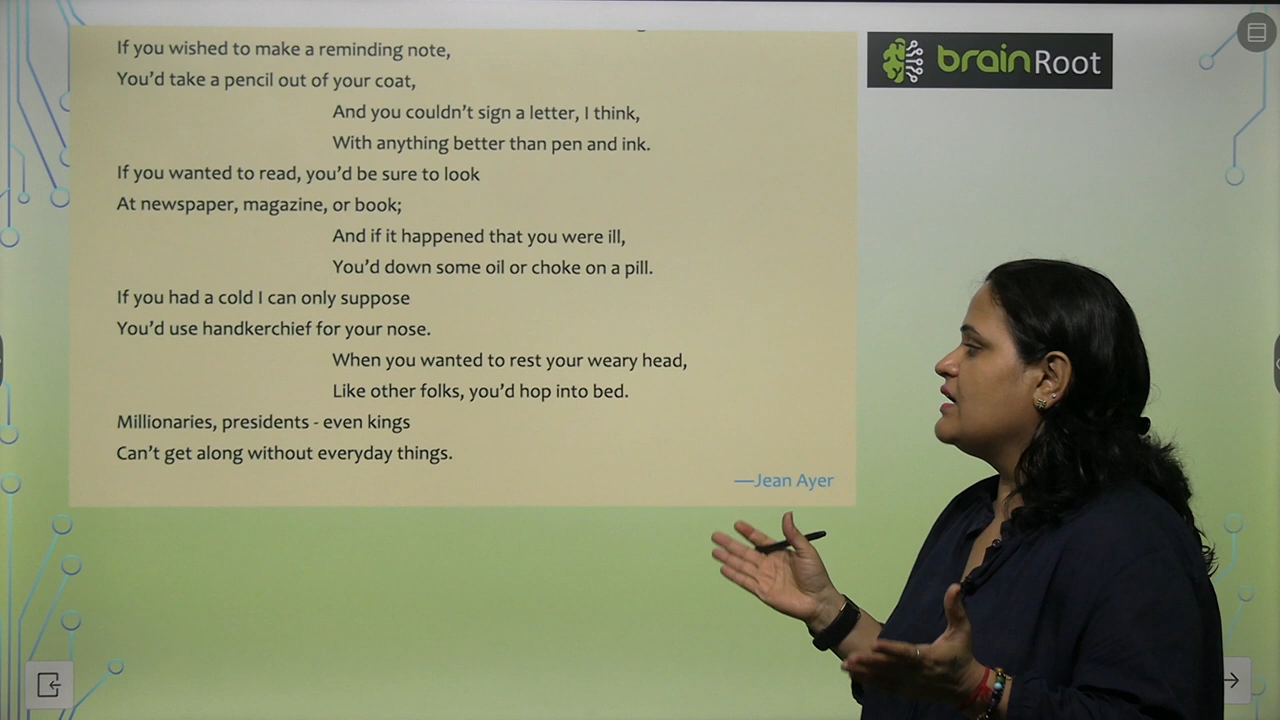 If you wished to make a reminding note,
You'd take a pencil out of your coat,
And you couldn't sign a letter, I think,
With anything better than pen and ink.
If you wanted to read, you'd be sure to look
At newspaper, magazine, or book;
And if it happened that you were ill,
You'd down some oil or choke on a pill.
If you had a cold I can only suppose
You'd use handkerchief for your nose.
When you wanted to rest your weary head,
Like other folks, you'd hop into bed.
Millionaries, presidents - even kings
Can't get along without everyday things.
—Jean Ayer
brainRoot